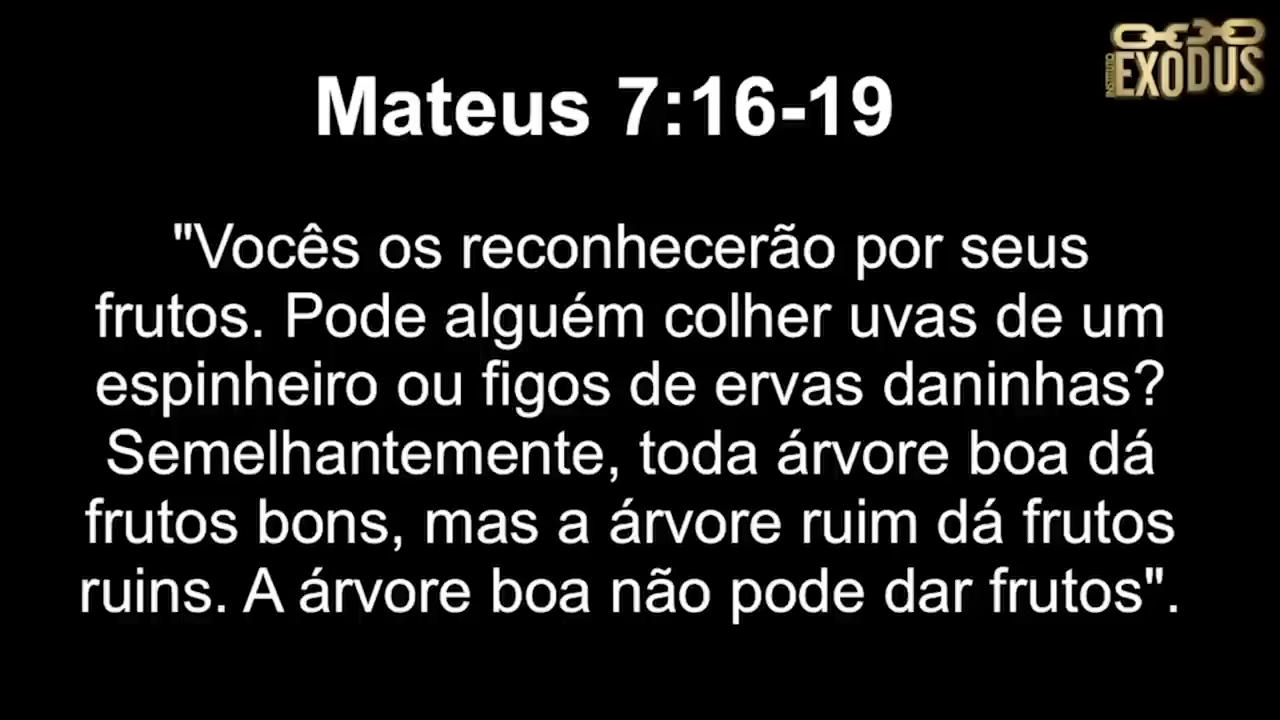 INSTITUTO
EXODUS
Mateus 7:16-19
"Vocês os reconhecerão por seus
frutos. Pode alguém colher uvas de um
espinheiro ou figos de ervas daninhas?
Semelhantemente, toda árvore boa dá
frutos bons, mas a árvore ruim dá frutos
ruins. A árvore boa não pode dar frutos".